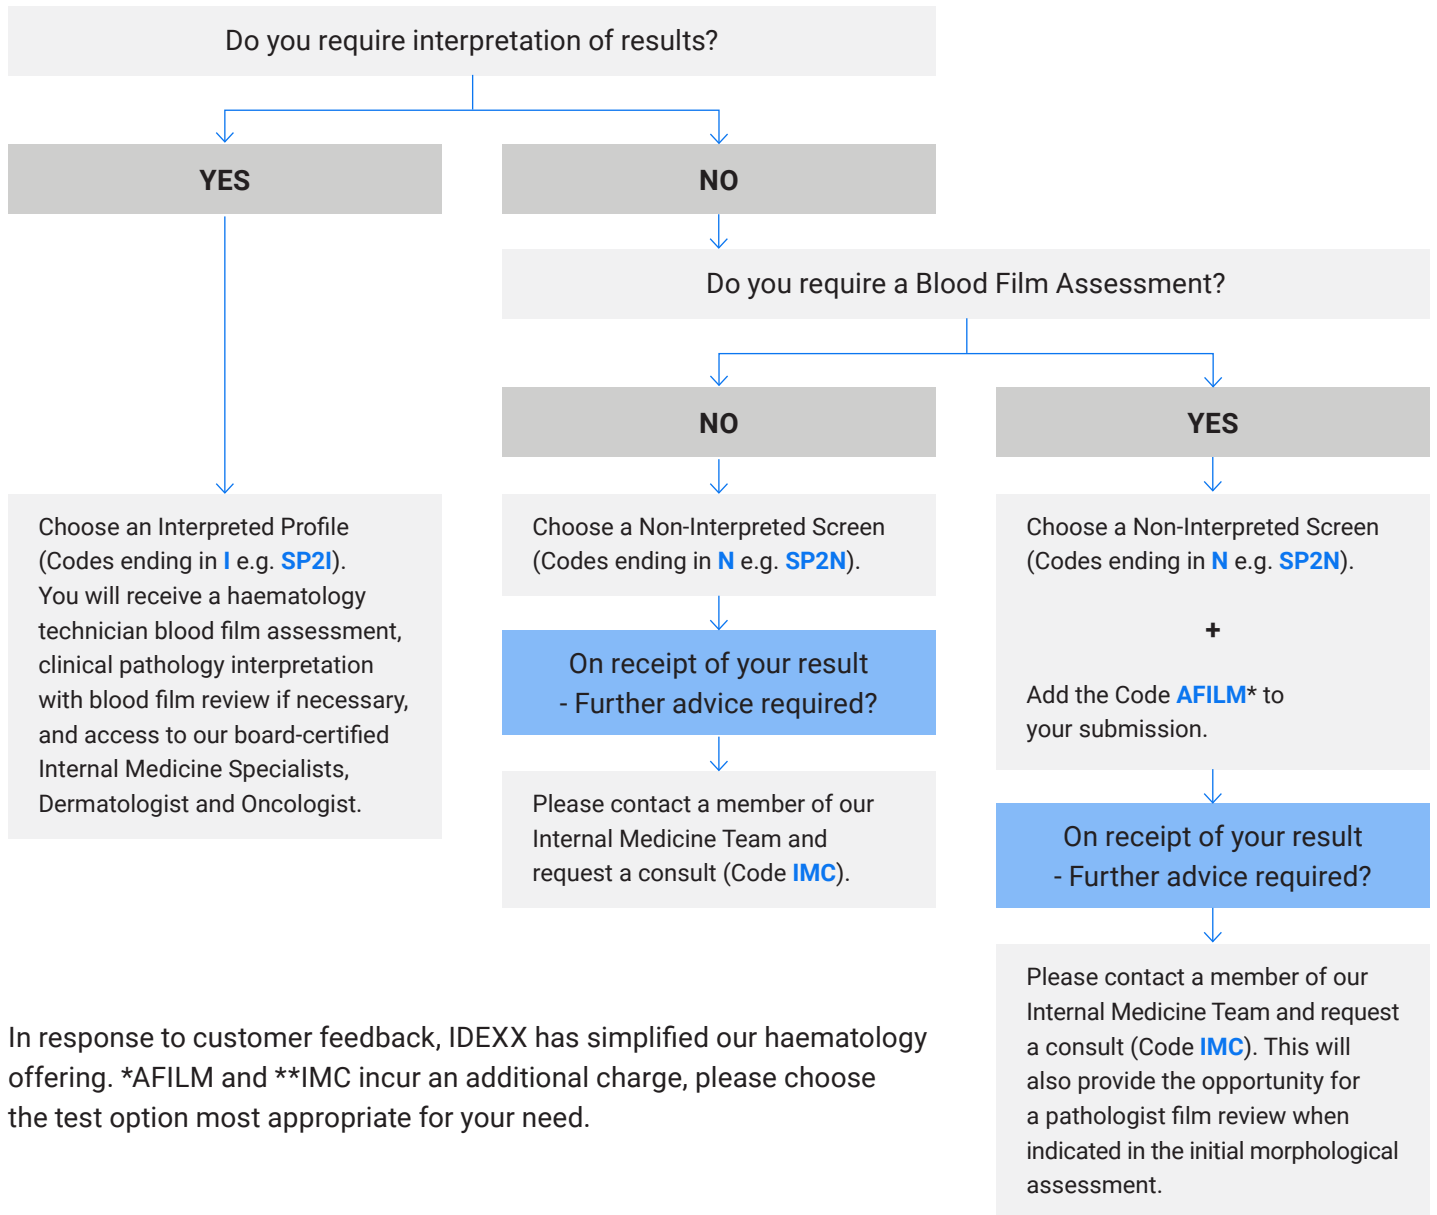 Do you require interpretation of results?
YES
NO
Do you require a Blood Film Assessment?
NO
YES
Choose an Interpreted Profile
(Codes ending in I e.g. SP2I).
You will receive a haematology
technician blood film assessment,
clinical pathology interpretation
with blood film review if necessary,
and access to our board-certified
Internal Medicine Specialists,
Dermatologist and Oncologist.
Choose a Non-Interpreted Screen
(Codes ending in N e.g. SP2N).
On receipt of your result
- Further advice required?
Please contact a member of our
Internal Medicine Team and
request a consult (Code IMC).
Choose a Non-Interpreted Screen
(Codes ending in N e.g. SP2N).
+
Add the Code AFILM* to
your submission.
On receipt of your result
- Further advice required?
Please contact a member of our
Internal Medicine Team and request
a consult (Code IMC). This will
also provide the opportunity for
a pathologist film review when
indicated in the initial morphological
assessment.
In response to customer feedback, IDEXX has simplified our haematology
offering. *AFILM and **IMC incur an additional charge, please choose
the test option most appropriate for your need.